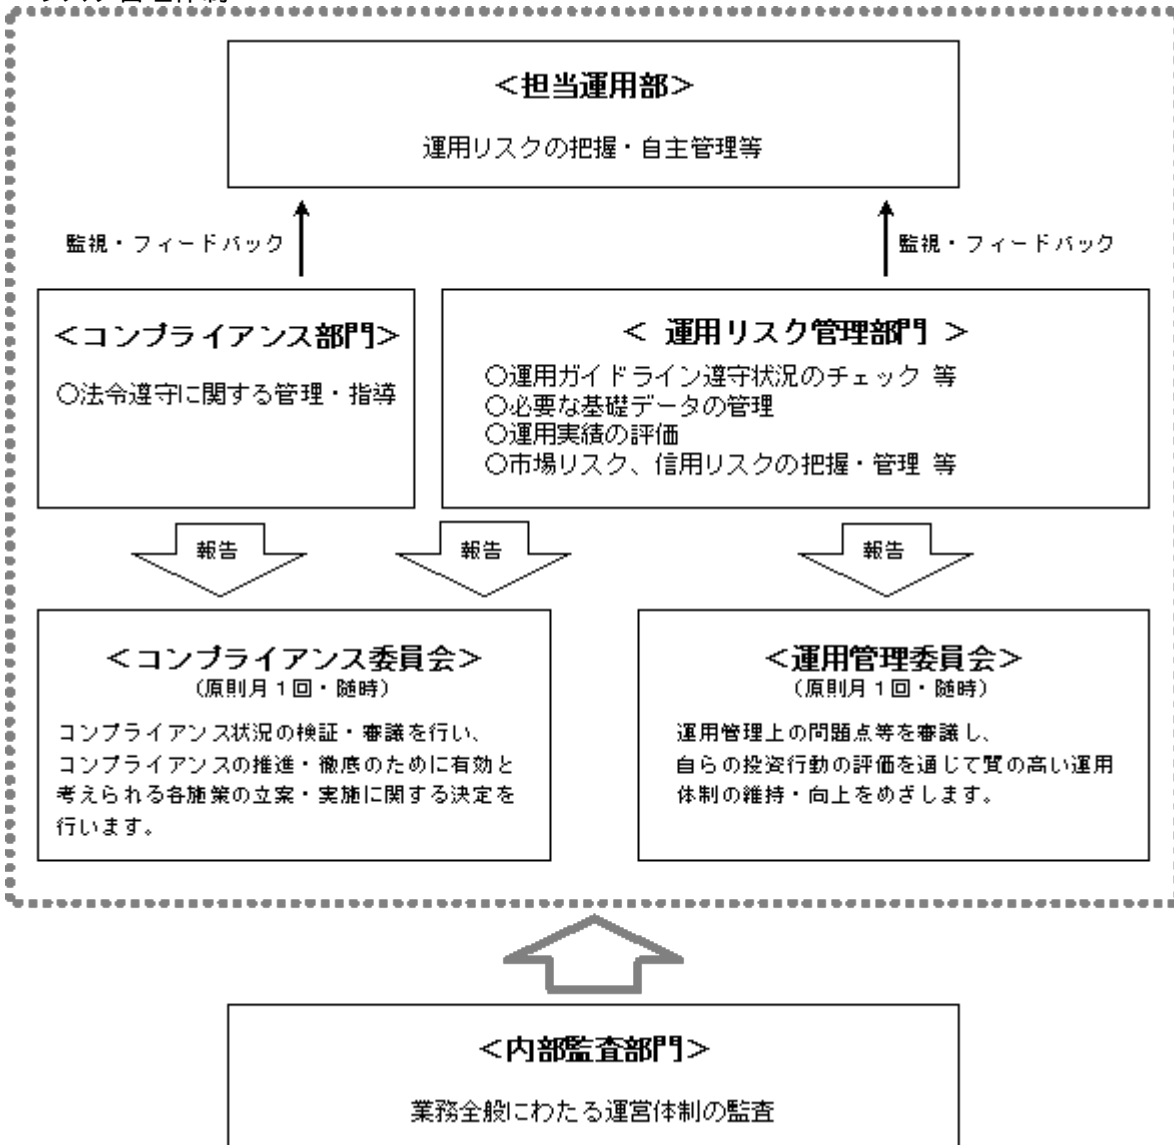 ＜担当運用部＞
運用リスクの把握・自主管理等
監視・フィードバック
監視・フィードバック
＜コンプライアンス部門＞
○法令遵守に関する管理・指導
＜ 運用リスク管理部門 ＞
○運用ガイドライン遵守状況のチェック 等
○必要な基礎データの管理
○運用実績の評価
○市場リスク、信用リスクの把握・管理 等
報告
報告
報告
＜コンプライアンス委員会＞
（原則月１回・随時）
コンプライアンス状況の検証・審議を行い、
コンプライアンスの推進・徹底のために有効と
考えられる各施策の立案・実施に関する決定を
行います。
＜運用管理委員会＞
（原則月１回・随時）
運用管理上の問題点等を審議し、
自らの投資行動の評価を通じて質の高い運用
体制の維持・向上をめざします。
＜内部監査部門＞
業務全般にわたる運営体制の監査